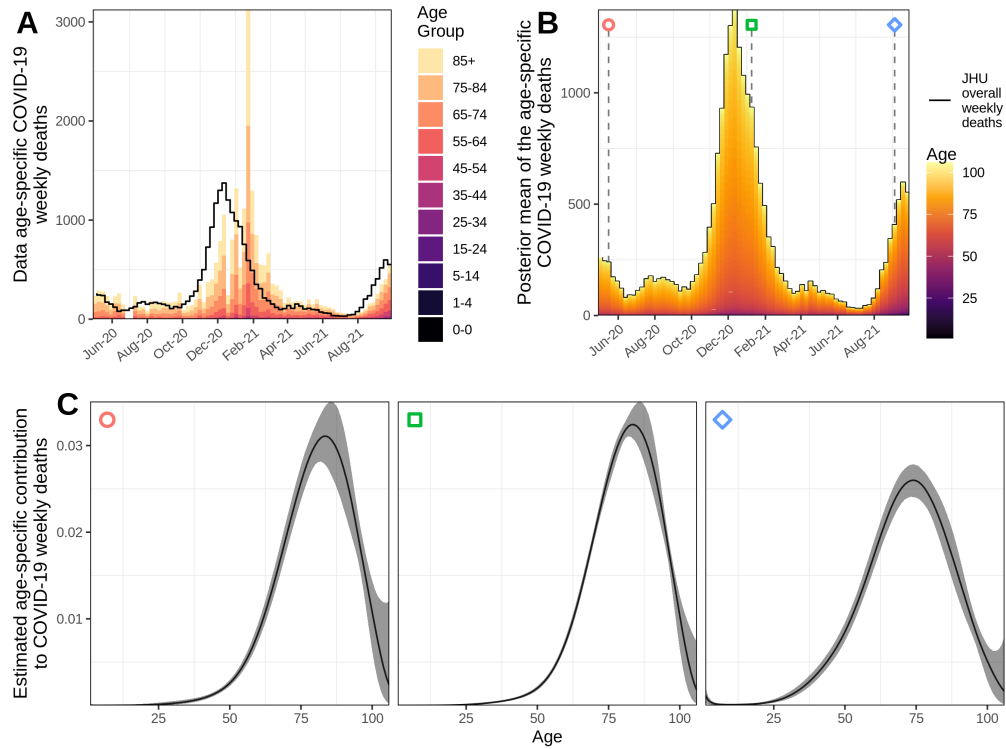 A
Data age-specific COVID-19
weekly deaths
3000
2000
1000
0
Jun-20
Aug-20
Oct-20
Dec-20
Feb-21
Apr-21
Jun-21
Aug-21
Age
Group
85+
75-84
65-74
55-64
45-54
35-44
25-34
15-24
5-14
1-4
0-0
B
Posterior mean of the age-specific
COVID-19 weekly deaths
1000
500
0
Jun-20
Aug-20
Oct-20
Dec-20
Feb-21
Apr-21
Jun-21
Aug-21
JHU
overall
weekly
deaths
Age
100
75
50
25
C
Estimated age-specific contribution
to COVID-19 weekly deaths
0.03
0.02
0.01
25
50
75
100
25
50
75
100
25
50
75
100
Age